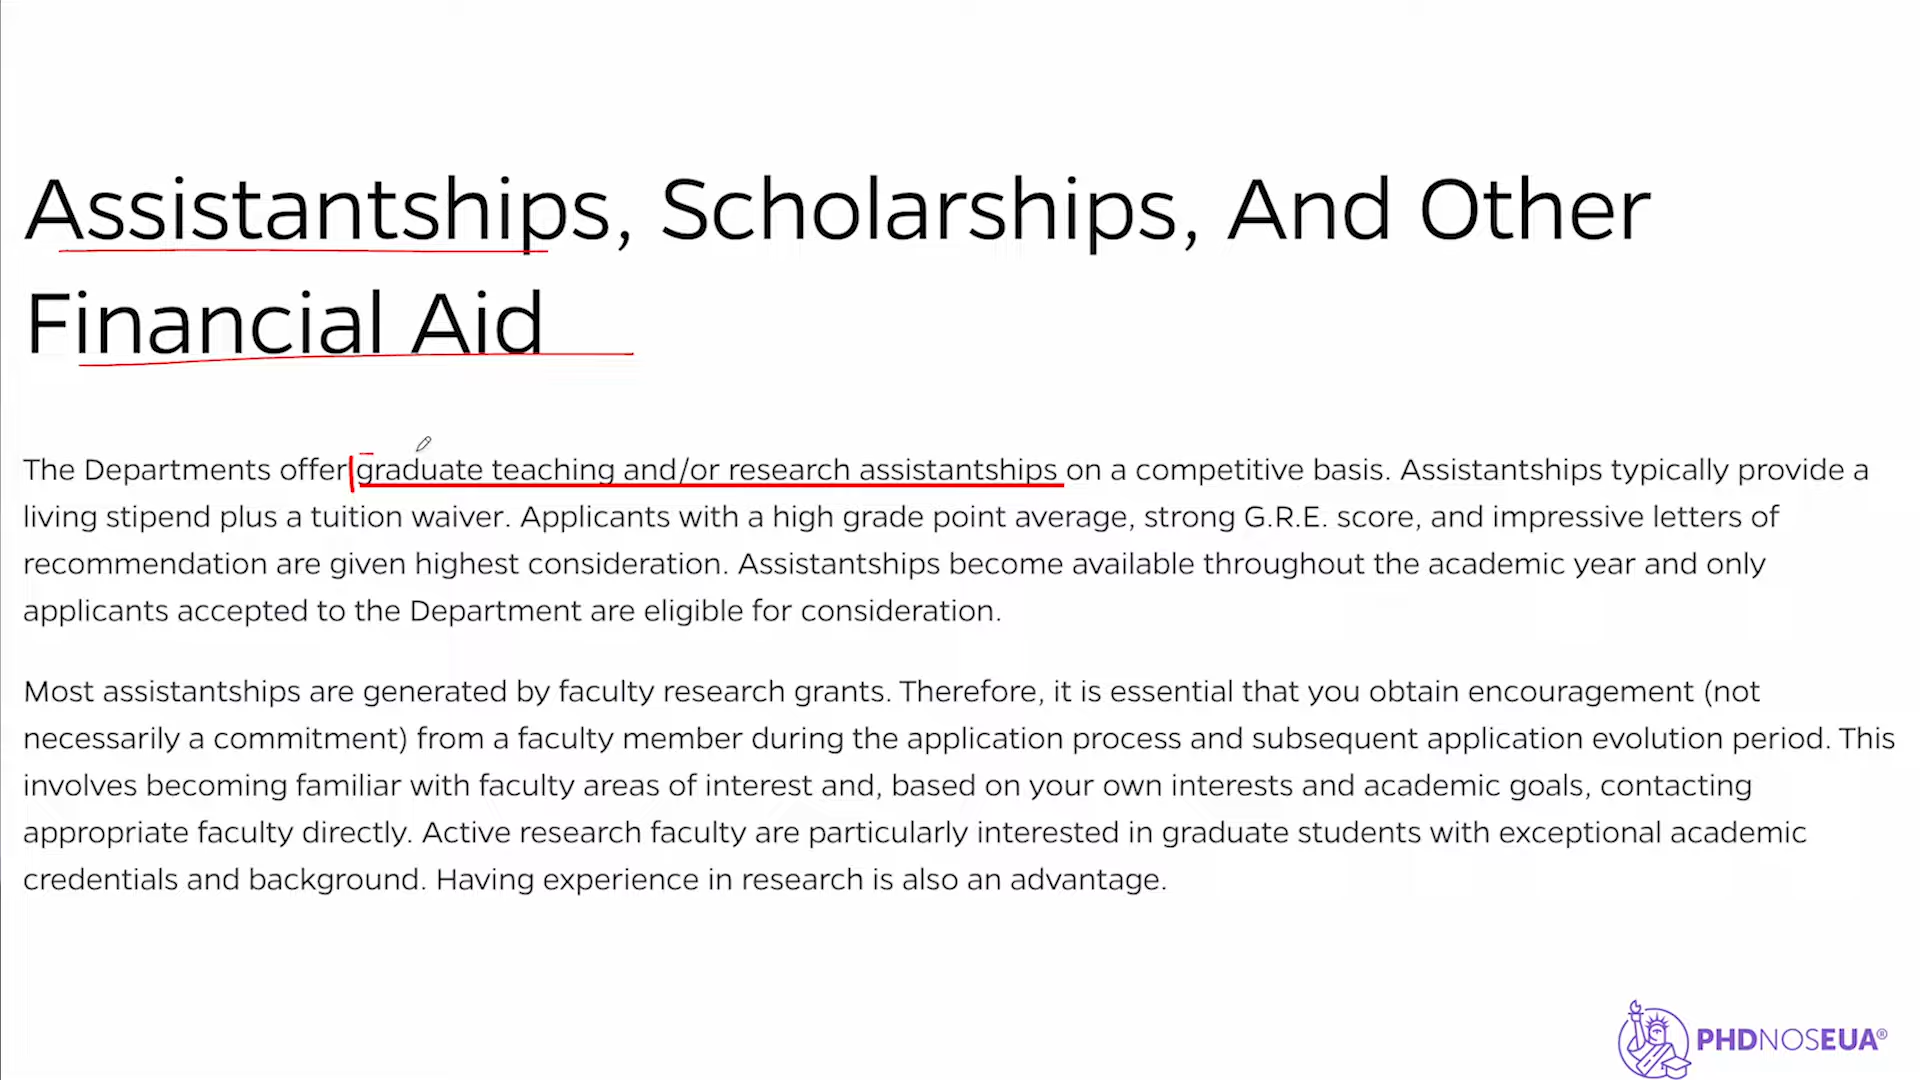 Assistantships, Scholarships, And Other
Financial Aid
The Departments offer graduate teaching and/or research assistantships on a competitive basis. Assistantships typically provide a
living stipend plus a tuition waiver. Applicants with a high grade point average, strong G.R.E. score, and impressive letters of
recommendation are given highest consideration. Assistantships become available throughout the academic year and only
applicants accepted to the Department are eligible for consideration.
Most assistantships are generated by faculty research grants. Therefore, it is essential that you obtain encouragement (not
necessarily a commitment) from a faculty member during the application process and subsequent application evolution period. This
involves becoming familiar with faculty areas of interest and, based on your own interests and academic goals, contacting
appropriate faculty directly. Active research faculty are particularly interested in graduate students with exceptional academic
credentials and background. Having experience in research is also an advantage.
PHDNOSEUA®